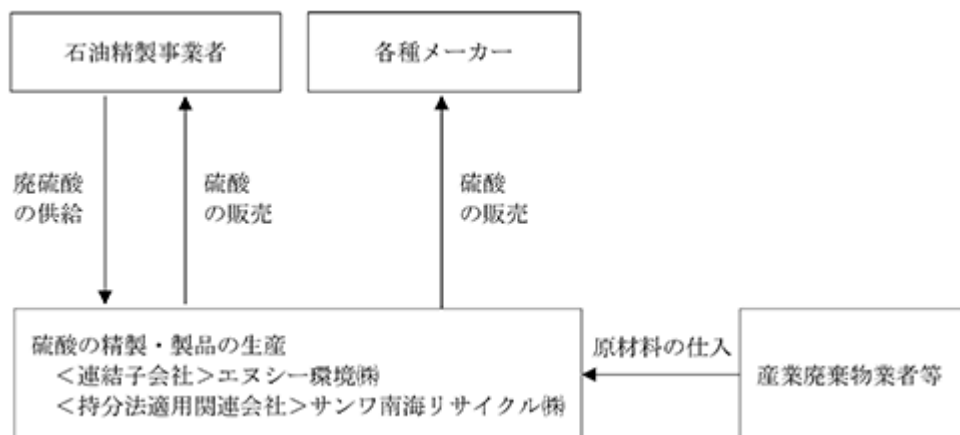 石油精製事業者
各種メーカー
廃硫酸
の供給
硫酸
の販売
硫酸
の販売
硫酸の精製・製品の生産
＜連結子会社＞エヌシー環境㈱
＜持分法適用関連会社＞サンワ南海リサイクル㈱
原材料の仕入
産業廃棄物業者等